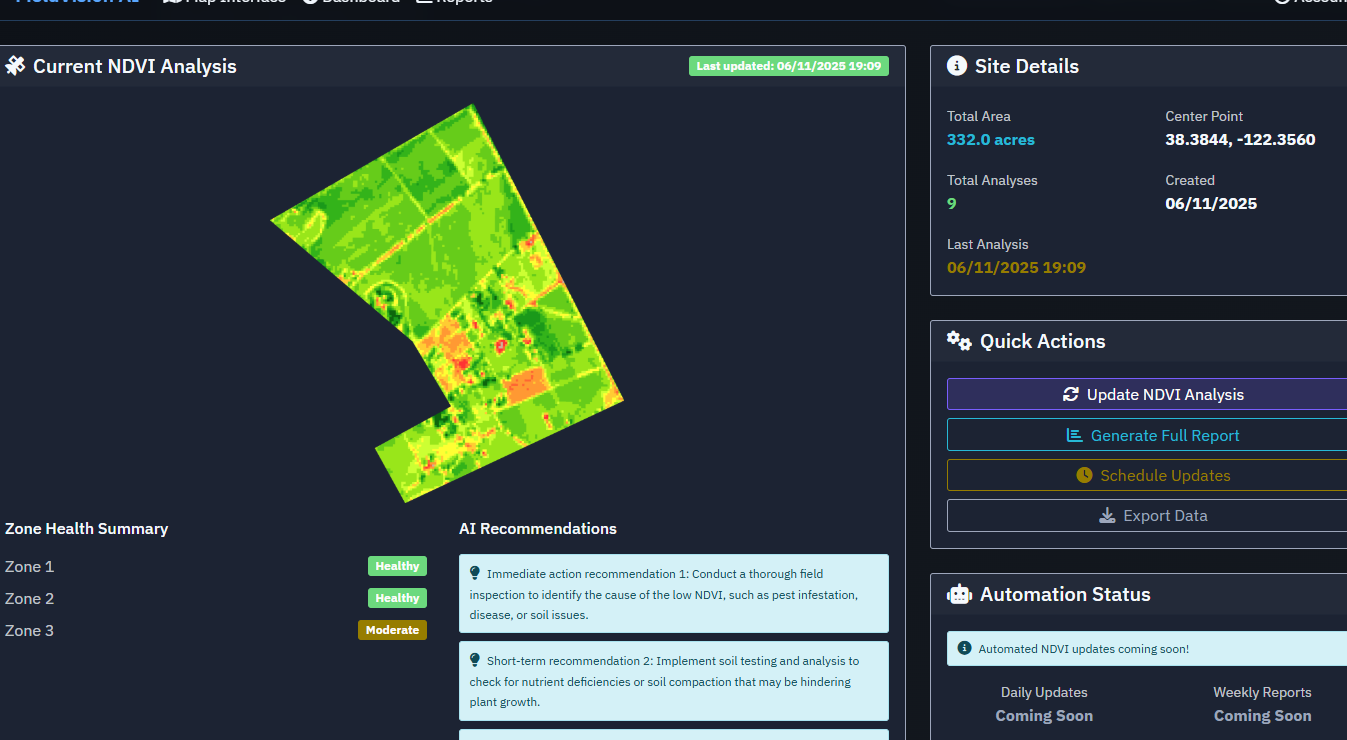 FieldVision AI Map Interface Dashboard Reports
Current NDVI Analysis
Last updated: 06/11/2025 19:09
Zone Health Summary
Zone 1 Healthy
Zone 2 Healthy
Zone 3 Moderate
AI Recommendations
Immediate action recommendation 1: Conduct a thorough field
inspection to identify the cause of the low NDVI, such as pest infestation,
disease, or soil issues.
Short-term recommendation 2: Implement soil testing and analysis to
check for nutrient deficiencies or soil compaction that may be hindering
plant growth.
Site Details
Total Area
332.0 acres
Center Point
38.3844, -122.3560
Total Analyses
9
Created
06/11/2025
Last Analysis
06/11/2025 19:09
Quick Actions
Update NDVI Analysis
Generate Full Report
Schedule Updates
Export Data
Automation Status
Automated NDVI updates coming soon!
Daily Updates
Coming Soon
Weekly Reports
Coming Soon